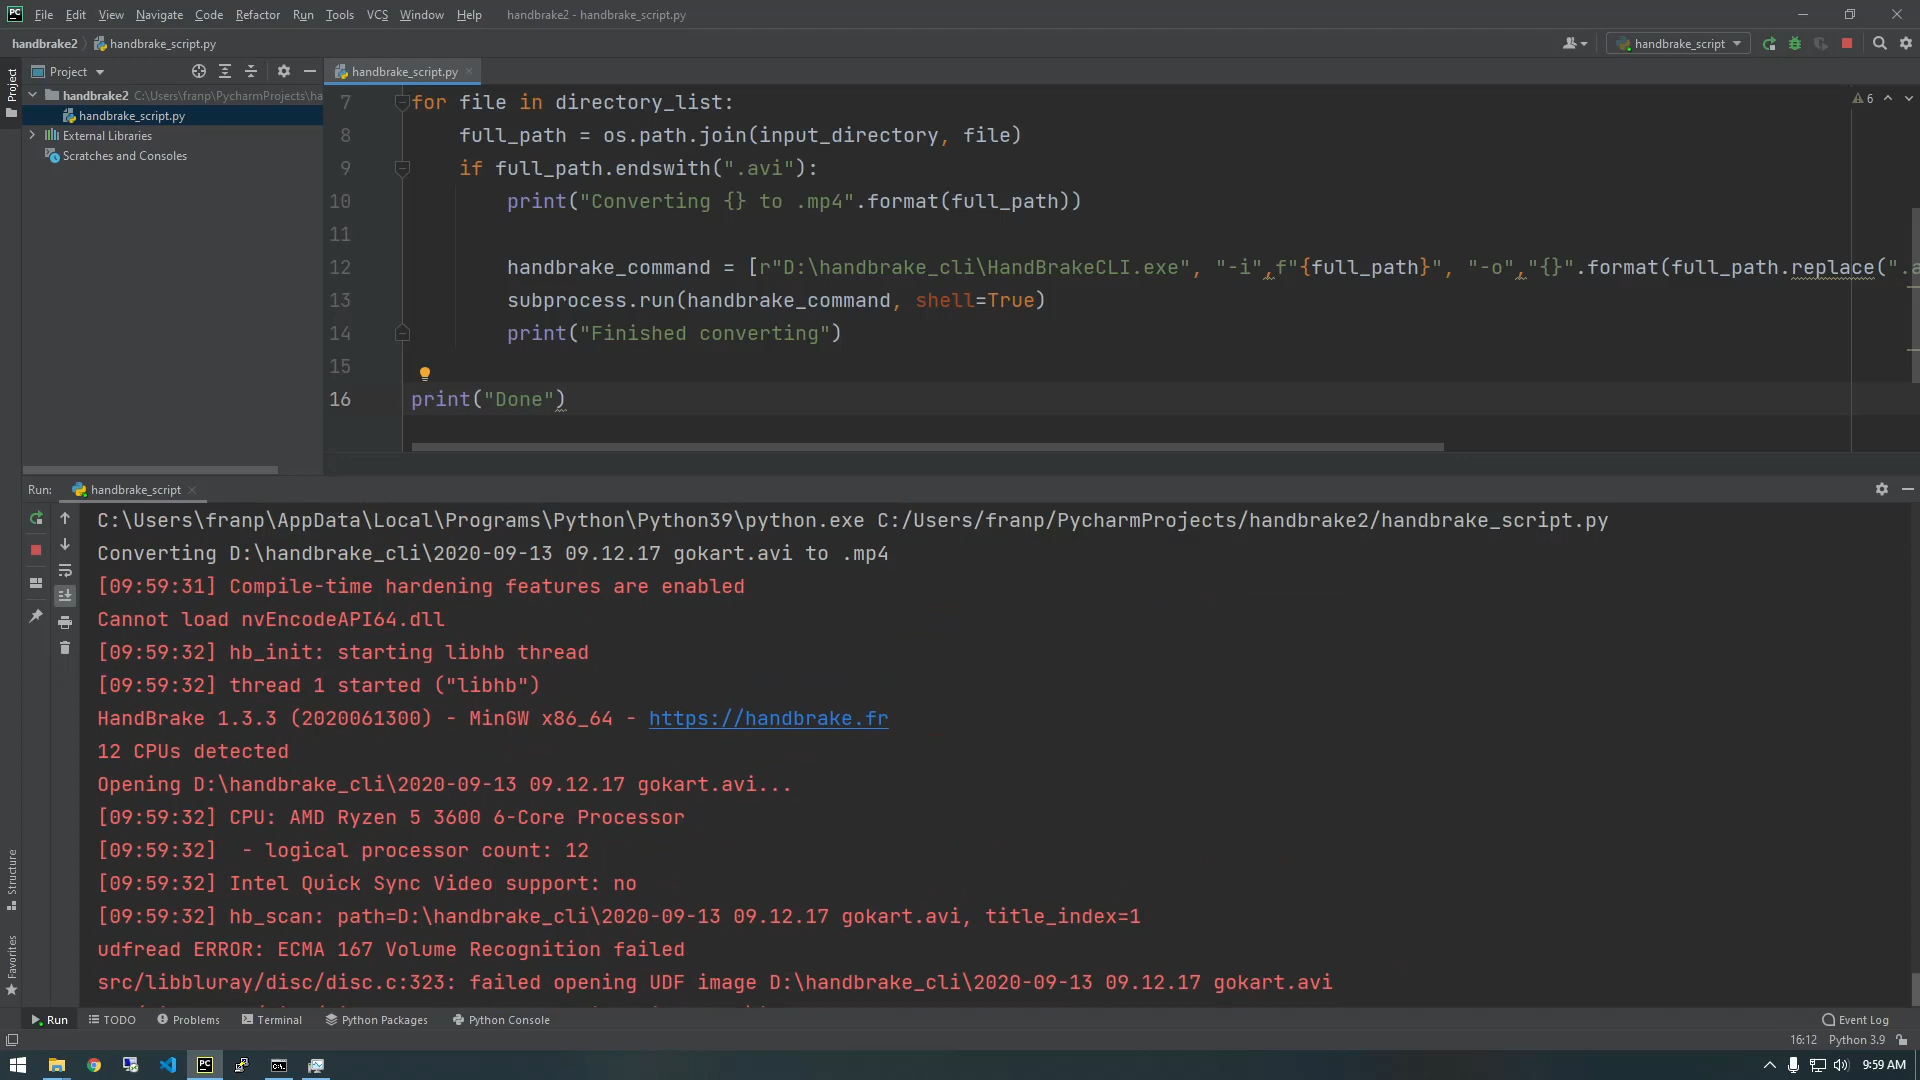 PC File Edit View Navigate Code Refactor Run Tools VCS Window Help handbrake2 - handbrake_script.py
handbrake2 handbrake_script.py
handbrake_script
Project
Project
handbrake2 C:\Users\franp\PycharmProjects\ha
handbrake_script.py
External Libraries
Scratches and Consoles
handbrake_script.py
6
7 for file in directory_list:
8 full_path = os.path.join(input_directory, file)
9 if full_path.endswith(".avi"):
10 print("Converting {} to .mp4".format(full_path))
11
12 handbrake_command = [r"D:\handbrake_cli\HandBrakeCLI.exe", "-i",f"{full_path}", "-o","{}".format(full_path.replace(".a
13 subprocess.run(handbrake_command, shell=True)
14 print("Finished converting")
15
16 print("Done")
Run: handbrake_script
C:\Users\franp\AppData\Local\Programs\Python\Python39\python.exe C:/Users/franp/PycharmProjects/handbrake2/handbrake_script.py
Converting D:\handbrake_cli\2020-09-13 09.12.17 gokart.avi to .mp4
[09:59:31] Compile-time hardening features are enabled
Cannot load nvEncodeAPI64.dll
[09:59:32] hb_init: starting libhb thread
[09:59:32] thread 1 started ("libhb")
HandBrake 1.3.3 (2020061300) - MinGW x86_64 - https://handbrake.fr
12 CPUs detected
Opening D:\handbrake_cli\2020-09-13 09.12.17 gokart.avi...
[09:59:32] CPU: AMD Ryzen 5 3600 6-Core Processor
[09:59:32]  - logical processor count: 12
[09:59:32] Intel Quick Sync Video support: no
[09:59:32] hb_scan: path=D:\handbrake_cli\2020-09-13 09.12.17 gokart.avi, title_index=1
udfread ERROR: ECMA 167 Volume Recognition failed
src/libbluray/disc/disc.c:323: failed opening UDF image D:\handbrake_cli\2020-09-13 09.12.17 gokart.avi
Structure
Favorites
Run TODO Problems Terminal Python Packages Python Console Event Log
16:12 Python 3.9
PC 9:59 AM